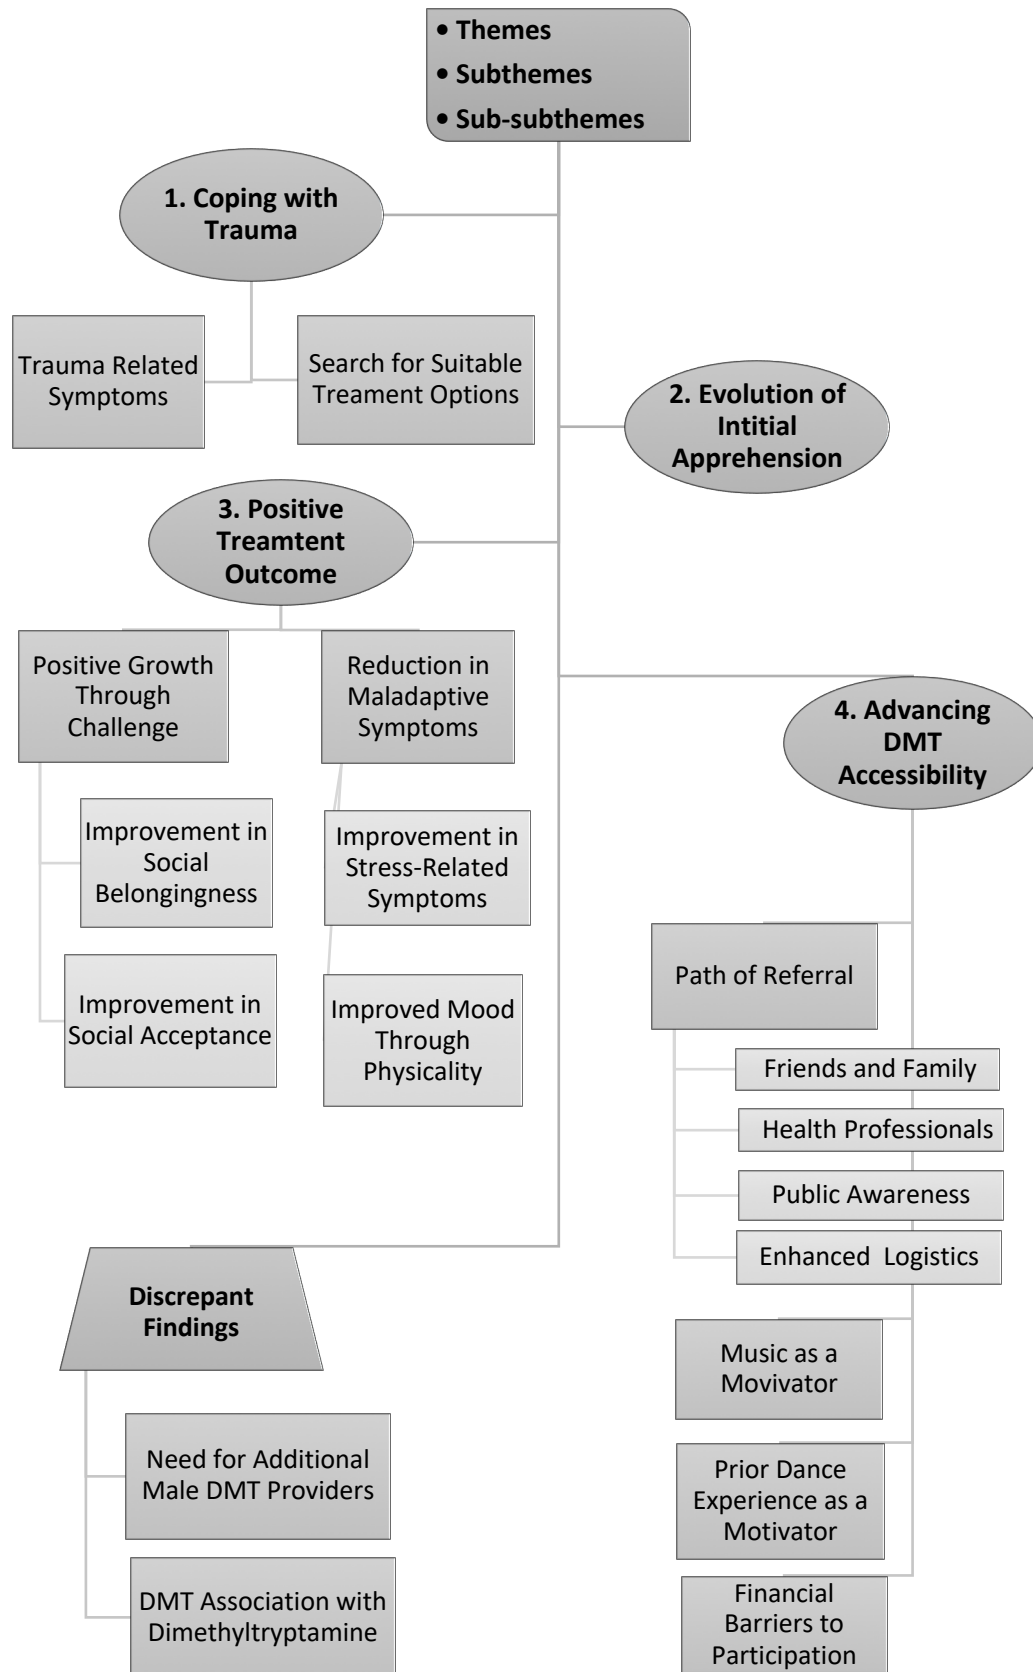 • Themes
• Subthemes
• Sub-subthemes
1. Coping with
Trauma
Trauma Related
Symptoms
Search for Suitable
Treament Options
2. Evolution of
Intitial
Apprehension
3. Positive
Treamtent
Outcome
Positive Growth
Through
Challenge
Reduction in
Maladaptive
Symptoms
Improvement in
Social
Belongingness
Improvement in
Stress-Related
Symptoms
Improvement in
Social Acceptance
Improved Mood
Through
Physicality
4. Advancing
DMT
Accessibility
Path of Referral
Friends and Family
Health Professionals
Public Awareness
Enhanced Logistics
Music as a
Movivator
Prior Dance
Experience as a
Motivator
Financial
Barriers to
Participation
Discrepant
Findings
Need for Additional
Male DMT Providers
DMT Association with
Dimethyltryptamine